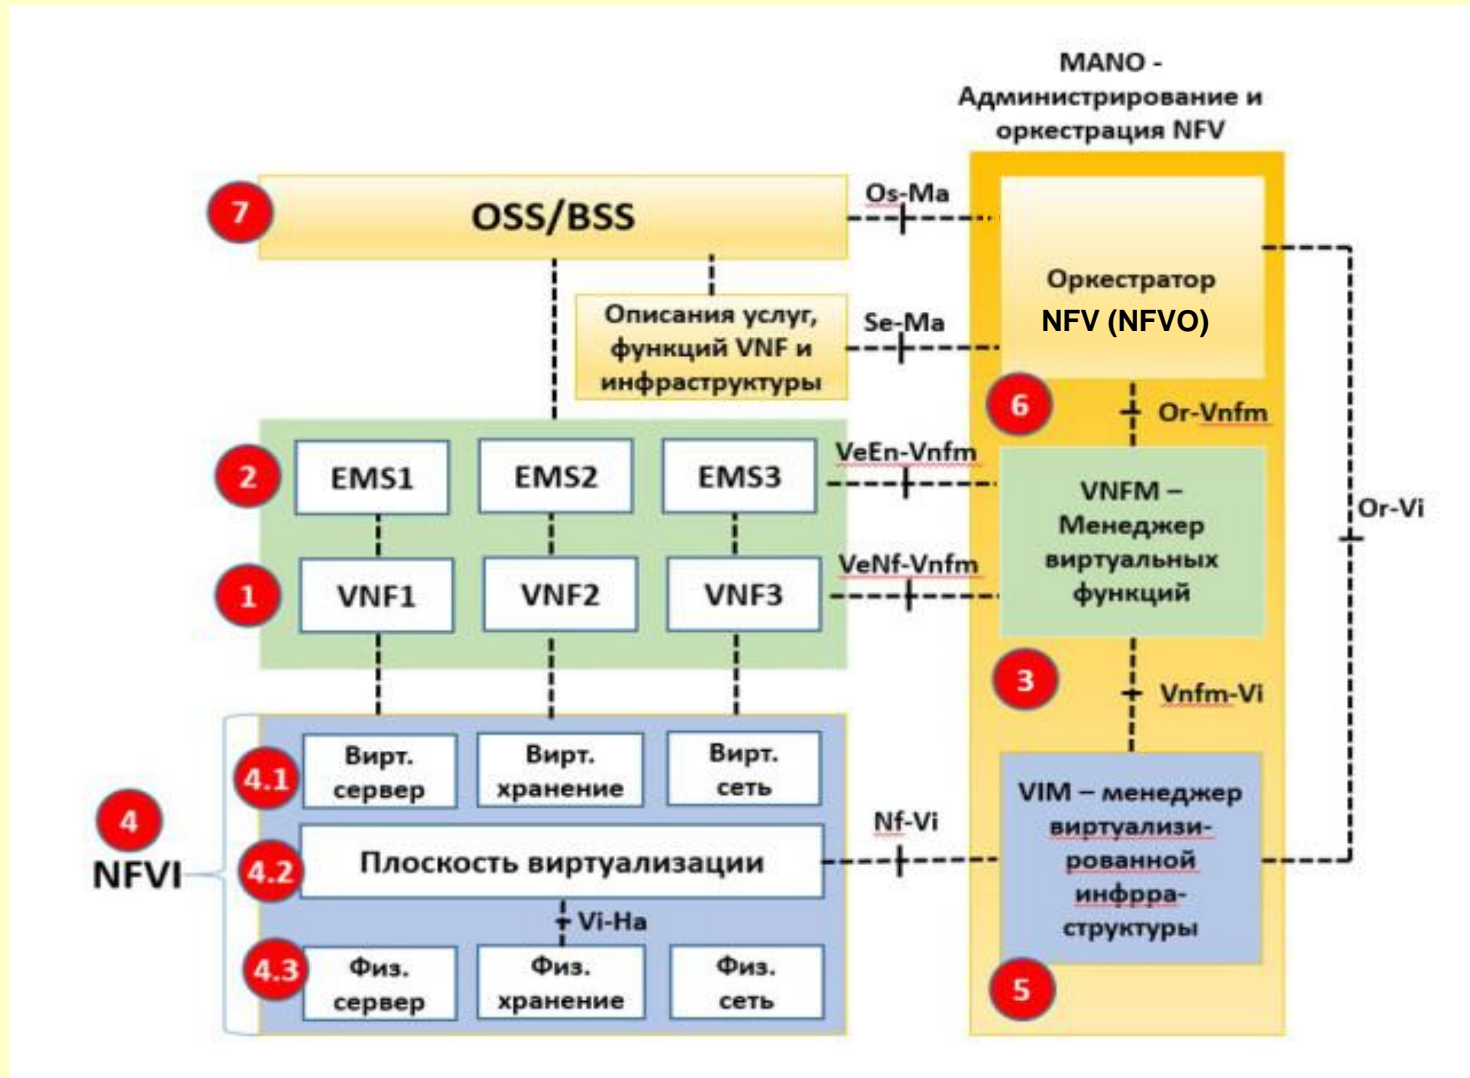 MANO -
Администрирование и
оркестрация NFV
7
OSS/BSS
Os-Ma
Оркестратор
NFV (NFVO)
Описания услуг,
функций VNF и
инфраструктуры
Se-Ma
6
Or-Vnfm
2
EMS1
EMS2
EMS3
VeEn-Vnfm
VNFM –
Менеджер
виртуальных
функций
Or-Vi
1
VNF1
VNF2
VNF3
VeNf-Vnfm
3
Vnfm-Vi
4
NFVI
4.1
Вирт.
сервер
Вирт.
хранение
Вирт.
сеть
4.2
Плоскость виртуализации
Nf-Vi
VIM – менеджер
виртуализи-
рованной
инфрра-
структуры
Vi-Ha
4.3
Физ.
сервер
Физ.
хранение
Физ.
сеть
5